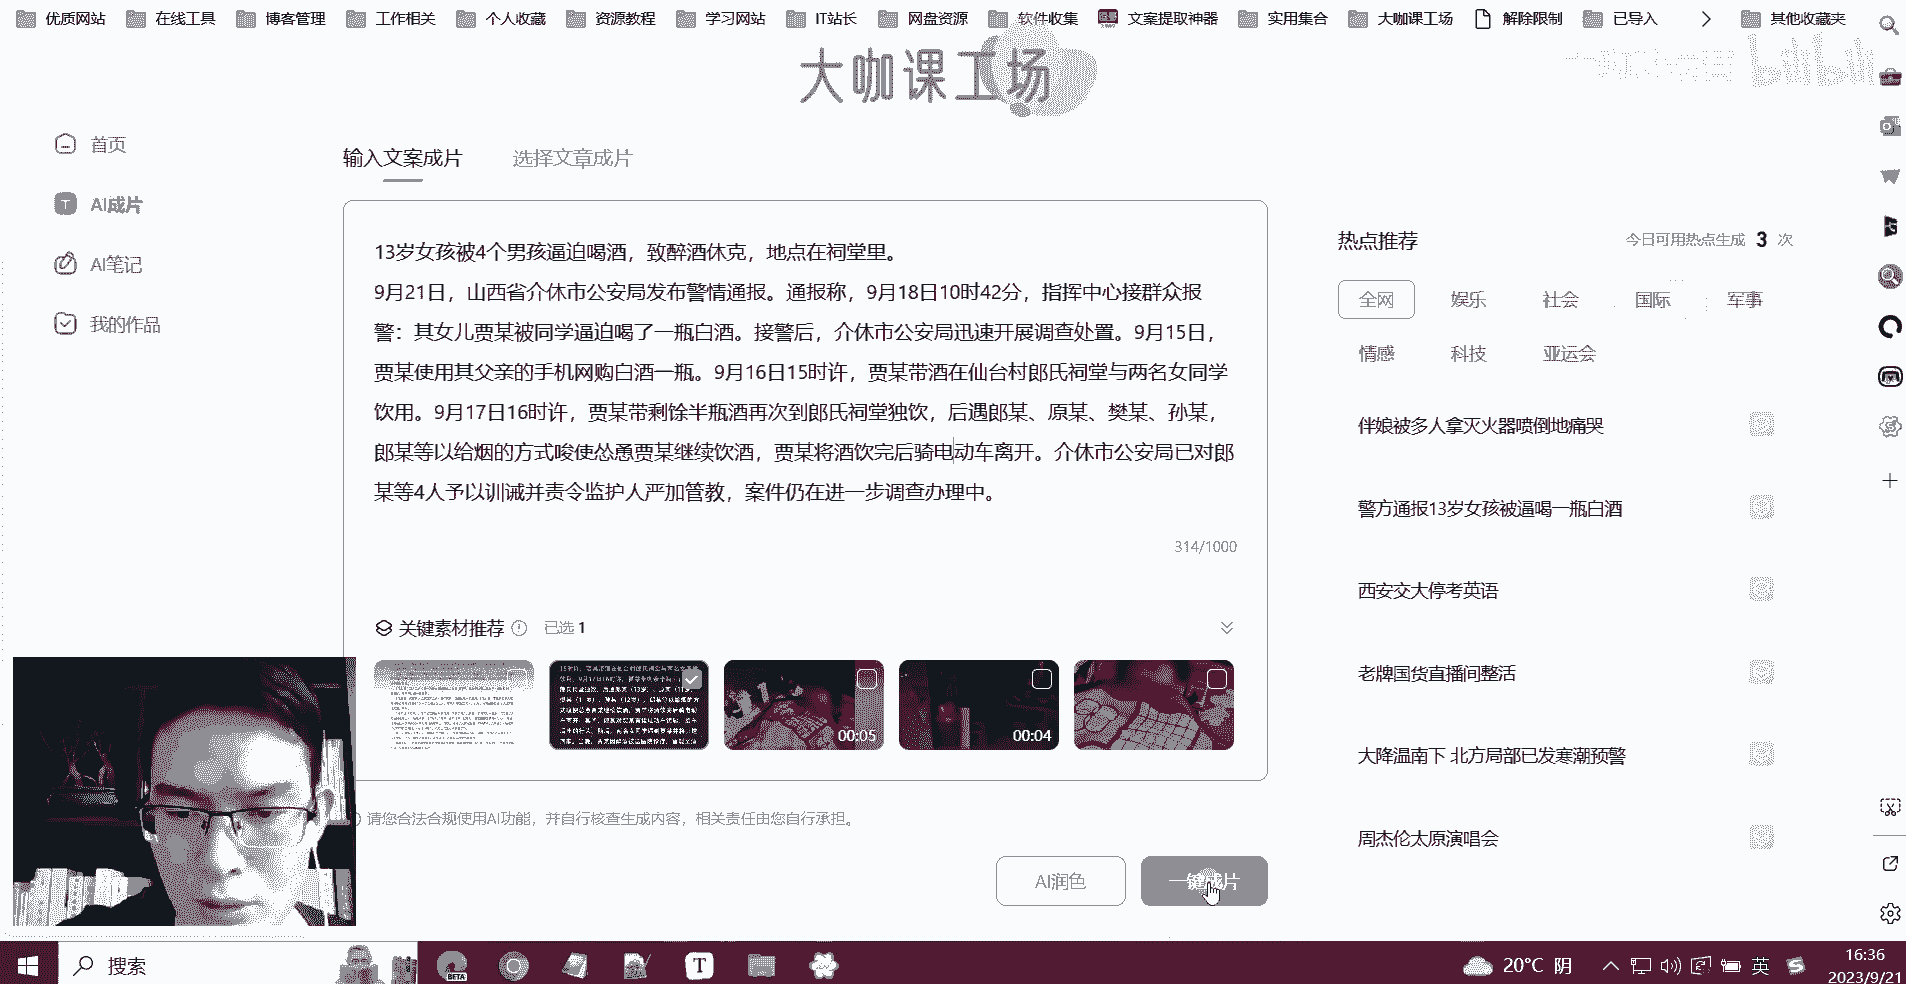 优质网站 在线工具 博客管理 工作相关 个人收藏 资源教程 学习网站 IT站长 网盘资源 软件收集 文案提取神器 实用集合 大咖课工场 解除限制 已导入 其他收藏夹
大咖课工场
bilibili
首页
AI成片
AI笔记
我的作品
输入文案成片 选择文章成片
13岁女孩被4个男孩逼迫喝酒，致醉酒休克，地点在祠堂里。
9月21日，山西省介休市公安局发布警情通报。通报称，9月18日10时42分，指挥中心接群众报
警：其女儿贾某被同学逼迫喝了一瓶白酒。接警后，介休市公安局迅速开展调查处置。9月15日，
贾某使用其父亲的手机网购白酒一瓶。9月16日15时许，贾某带酒在仙台村郎氏祠堂与两名女同学
饮用。9月17日16时许，贾某带剩馀半瓶酒再次到郎氏祠堂独饮，后遇郎某、原某、樊某、孙某，
郎某等以给烟的方式唆使怂恿贾某继续饮酒，贾某将酒饮完后骑电动车离开。介休市公安局已对郎
某等4人予以训诫并责令监护人严加管教，案件仍在进一步调查办理中。
314/1000
关键素材推荐 已选 1
00:05
00:04
请您合法合规使用AI功能，并自行核查生成内容，相关责任由您自行承担。
AI润色 一键成片
热点推荐 今日可用热点生成 3 次
全网 娱乐 社会 国际 军事
情感 科技 亚运会
伴娘被多人拿灭火器喷倒地痛哭
警方通报13岁女孩被逼喝一瓶白酒
西安交大停考英语
老牌国货直播间整活
大降温南下 北方局部已发寒潮预警
周杰伦太原演唱会
搜索
BETA
T
20°C 阴
英
16:36
2023/9/21